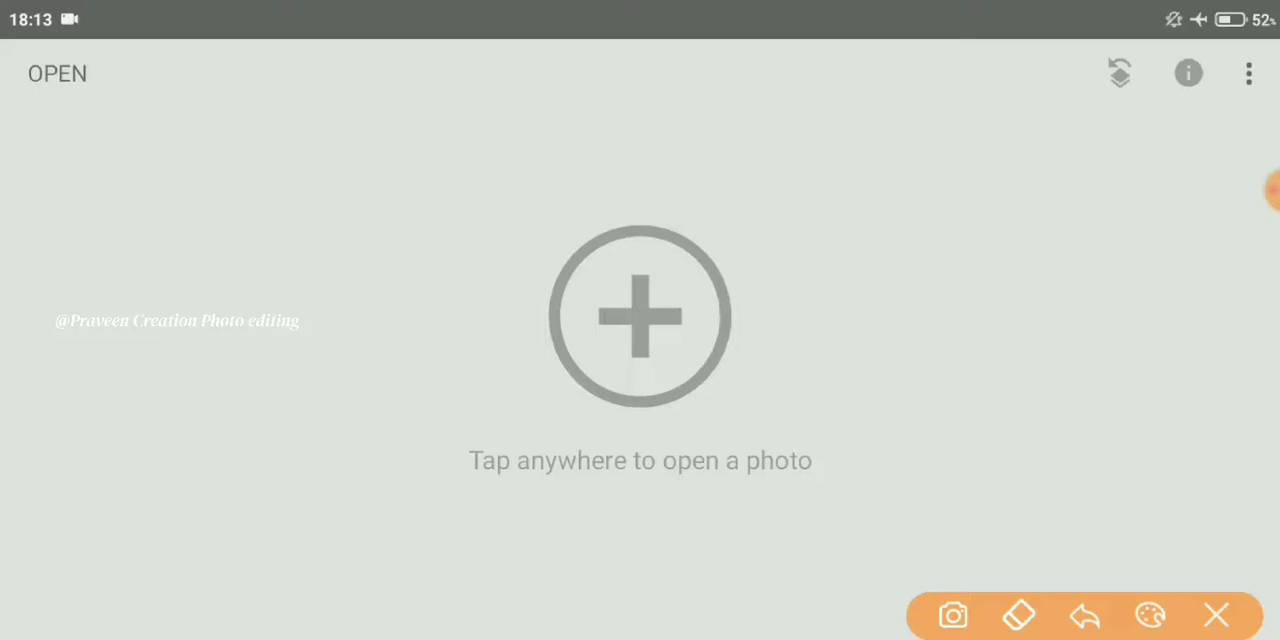 18:13 52%
OPEN
@Praveen Creation Photo editing
Tap anywhere to open a photo